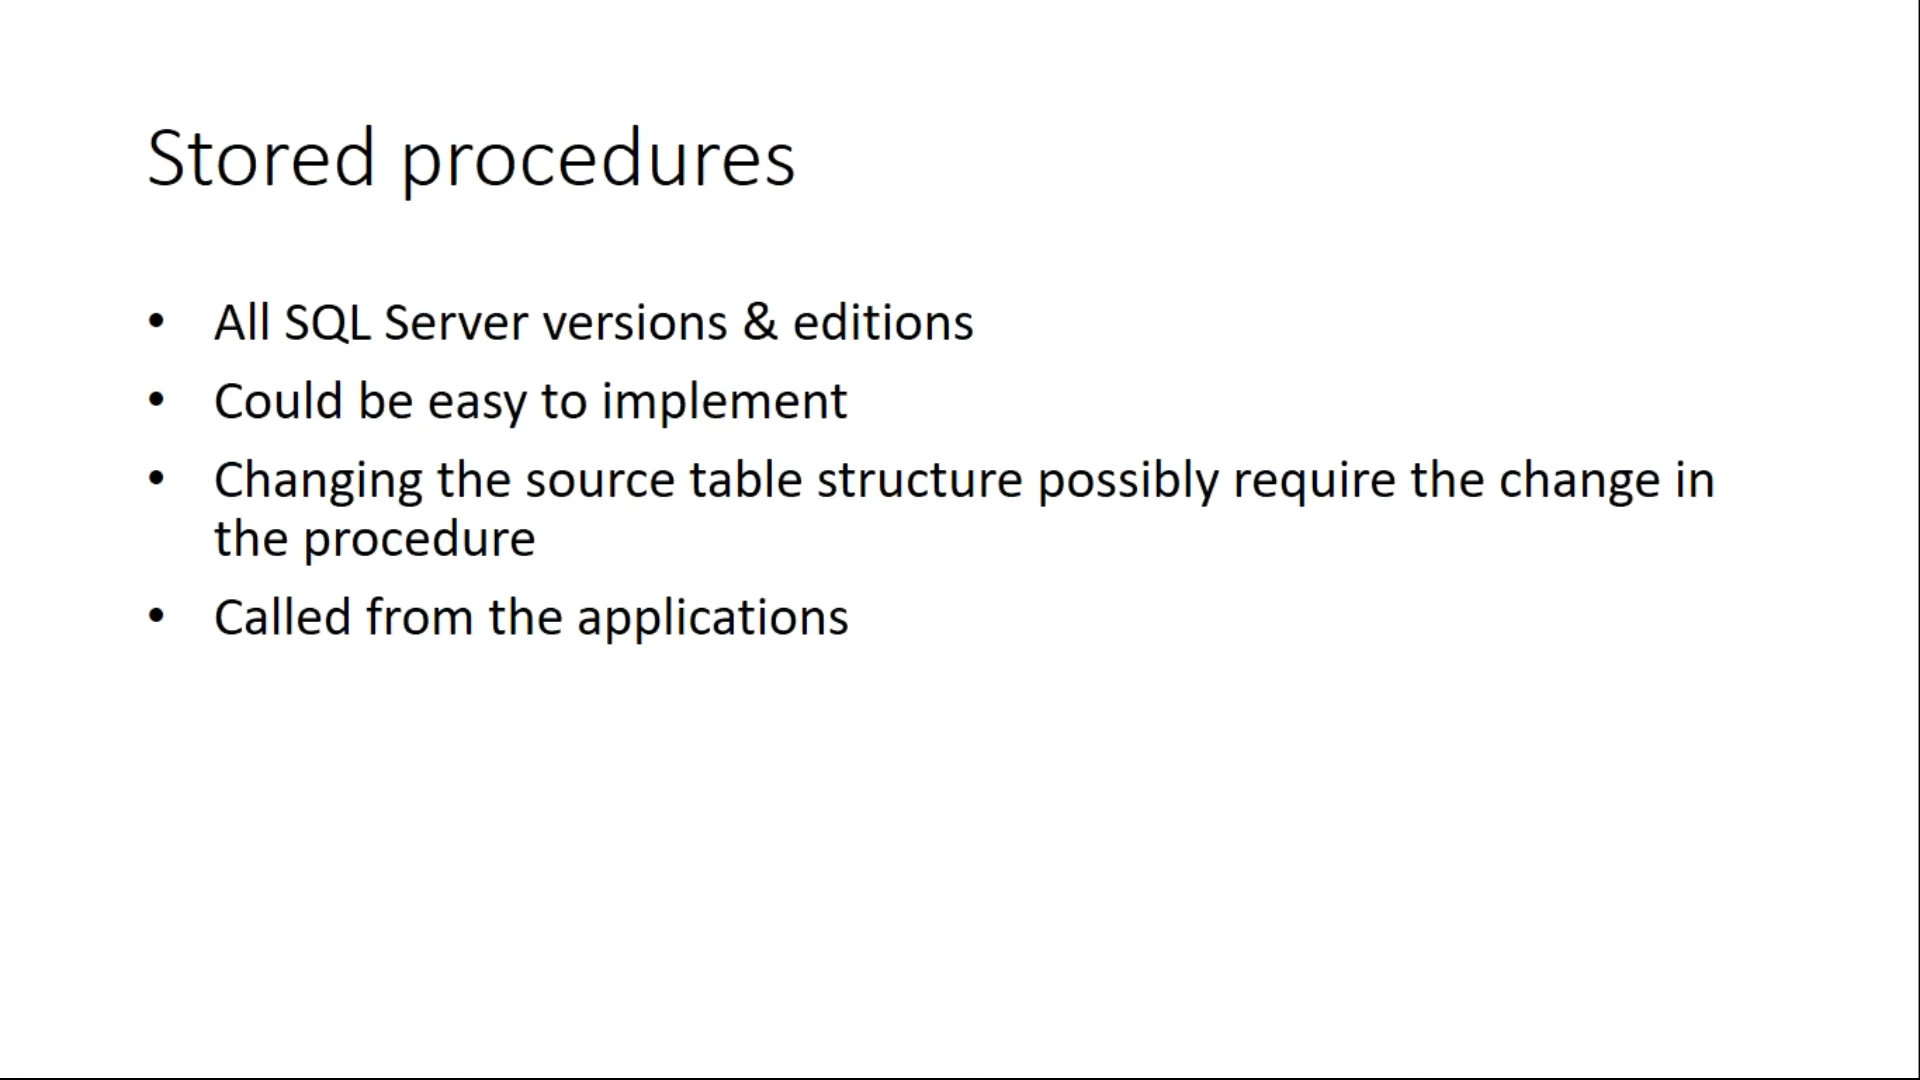 Stored procedures
• All SQL Server versions & editions
• Could be easy to implement
• Changing the source table structure possibly require the change in
the procedure
• Called from the applications